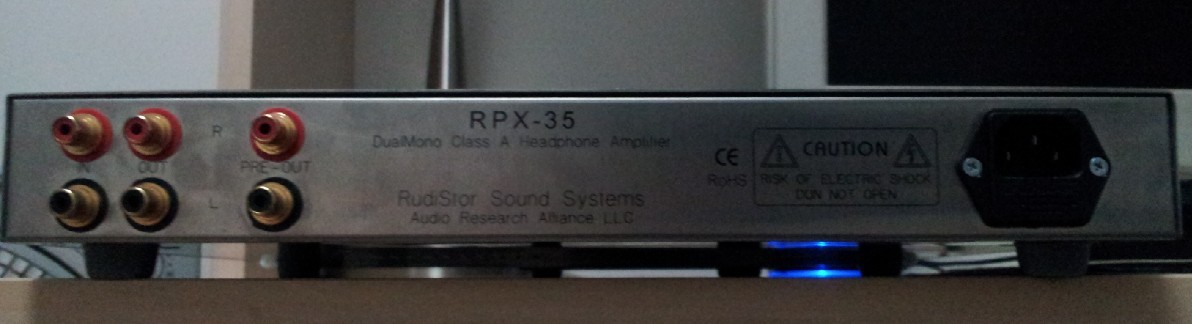 RPX-35
DualMono Class A Headphone Amplifier
R
IN OUT PRE-OUT
L
RudiStor Sound Systems
Audio Research Alliance LLC
CE
RoHS
CAUTION
RISK OF ELECTRIC SHOCK
DON NOT OPEN